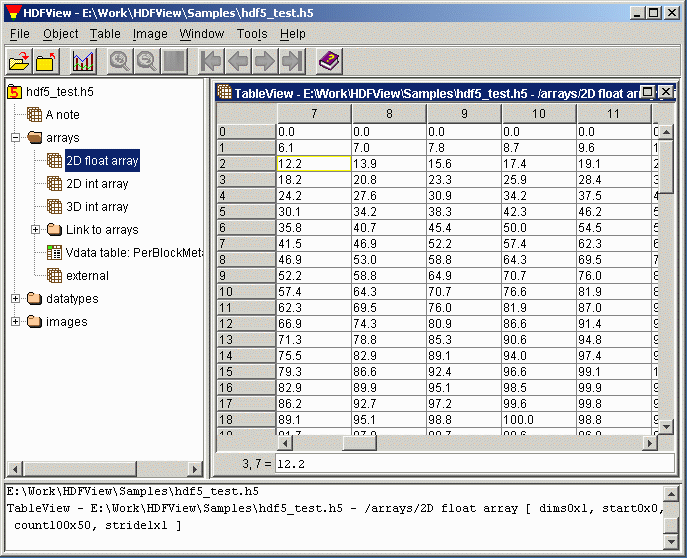 HDFView - E:\Work\HDFView\Samples\hdf5_test.h5
File Object Table Image Window Tools Help
hdf5_test.h5
A note
arrays
2D float array
2D int array
3D int array
Link to arrays
Vdata table: PerBlockMeta
external
datatypes
images
TableView - E:\Work\HDFView\Samples\hdf5_test.h5 - /arrays/2D float array
7 8 9 10 11
0 0.0 0.0 0.0 0.0 0.0 0
1 6.1 7.0 7.8 8.7 9.6 1
2 12.2 13.9 15.6 17.4 19.1 2
3 18.2 20.8 23.3 25.9 28.4 3
4 24.2 27.6 30.9 34.2 37.5 4
5 30.1 34.2 38.3 42.3 46.2 5
6 35.8 40.7 45.4 50.0 54.5 5
7 41.5 46.9 52.2 57.4 62.3 6
8 46.9 53.0 58.8 64.3 69.5 7
9 52.2 58.8 64.9 70.7 76.0 8
10 57.4 64.3 70.7 76.6 81.9 8
11 62.3 69.5 76.0 81.9 87.0 9
12 66.9 74.3 80.9 86.6 91.4 9
13 71.3 78.8 85.3 90.6 94.8 9
14 75.5 82.9 89.1 94.0 97.4 9
15 79.3 86.6 92.4 96.6 99.1 1
16 82.9 89.9 95.1 98.5 99.9 9
17 86.2 92.7 97.2 99.6 99.8 9
18 89.1 95.1 98.8 100.0 98.8 9
3, 7 = 12.2
E:\Work\HDFView\Samples\hdf5_test.h5
TableView - E:\Work\HDFView\Samples\hdf5_test.h5 - /arrays/2D float array [ dims0x1, start0x0,
count100x50, stride1x1 ]